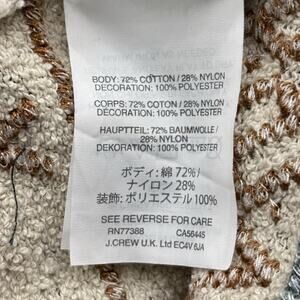 BODY: 72% COTTON / 28% NYLON
DECORATION: 100% POLYESTER
CORPS: 72% COTON / 28% NYLON
DÉCORATION: 100% POLYESTER
HAUPTTEIL: 72% BAUMWOLLE /
28% NYLON
DEKORATION: 100% POLYESTER
ボディ: 綿 72%/
ナイロン 28%
装飾: ポリエステル 100%
SEE REVERSE FOR CARE
RN77388 CA56445
J.CREW U.K. Ltd EC4V 6JA